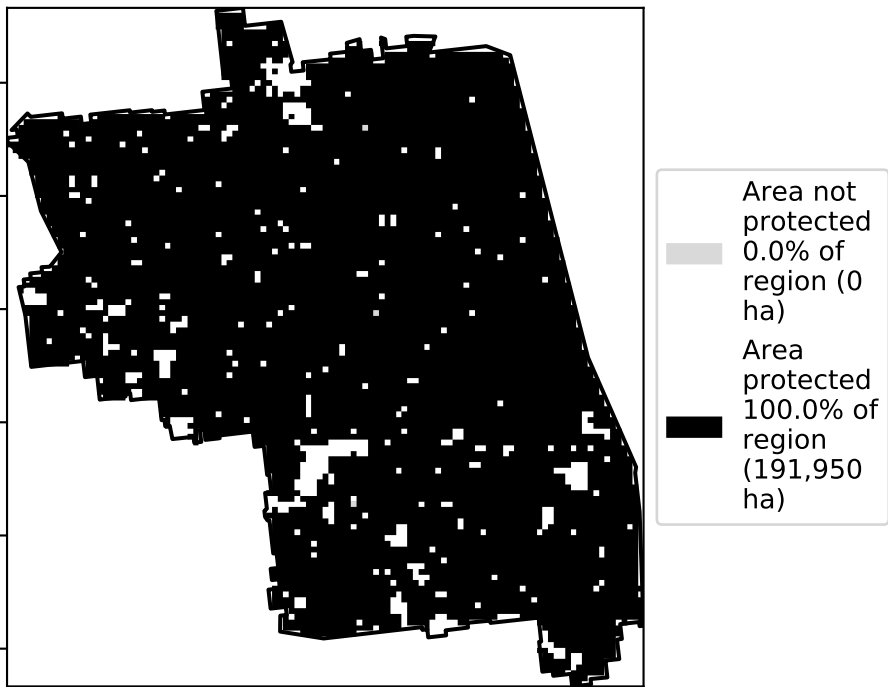 Area not
protected
0.0% of
region (0
ha)
Area
protected
100.0% of
region
(191,950
ha)